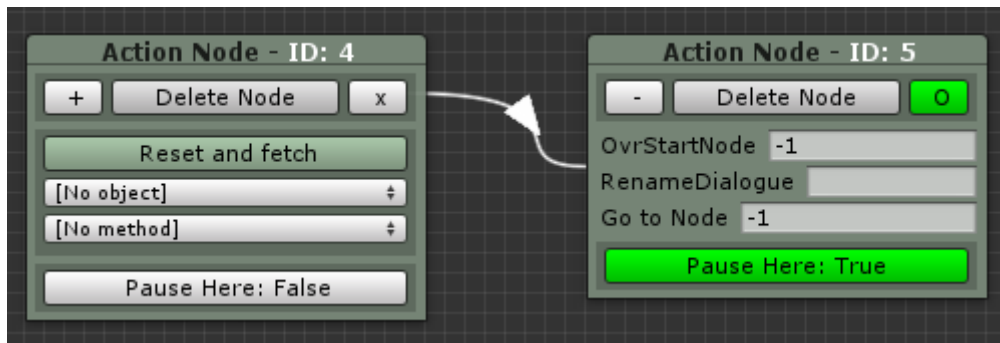 Action Node - ID: 4
+ Delete Node x
Reset and fetch
[No object]
[No method]
Pause Here: False
Action Node - ID: 5
- Delete Node O
OvrStartNode -1
RenameDialogue
Go to Node -1
Pause Here: True